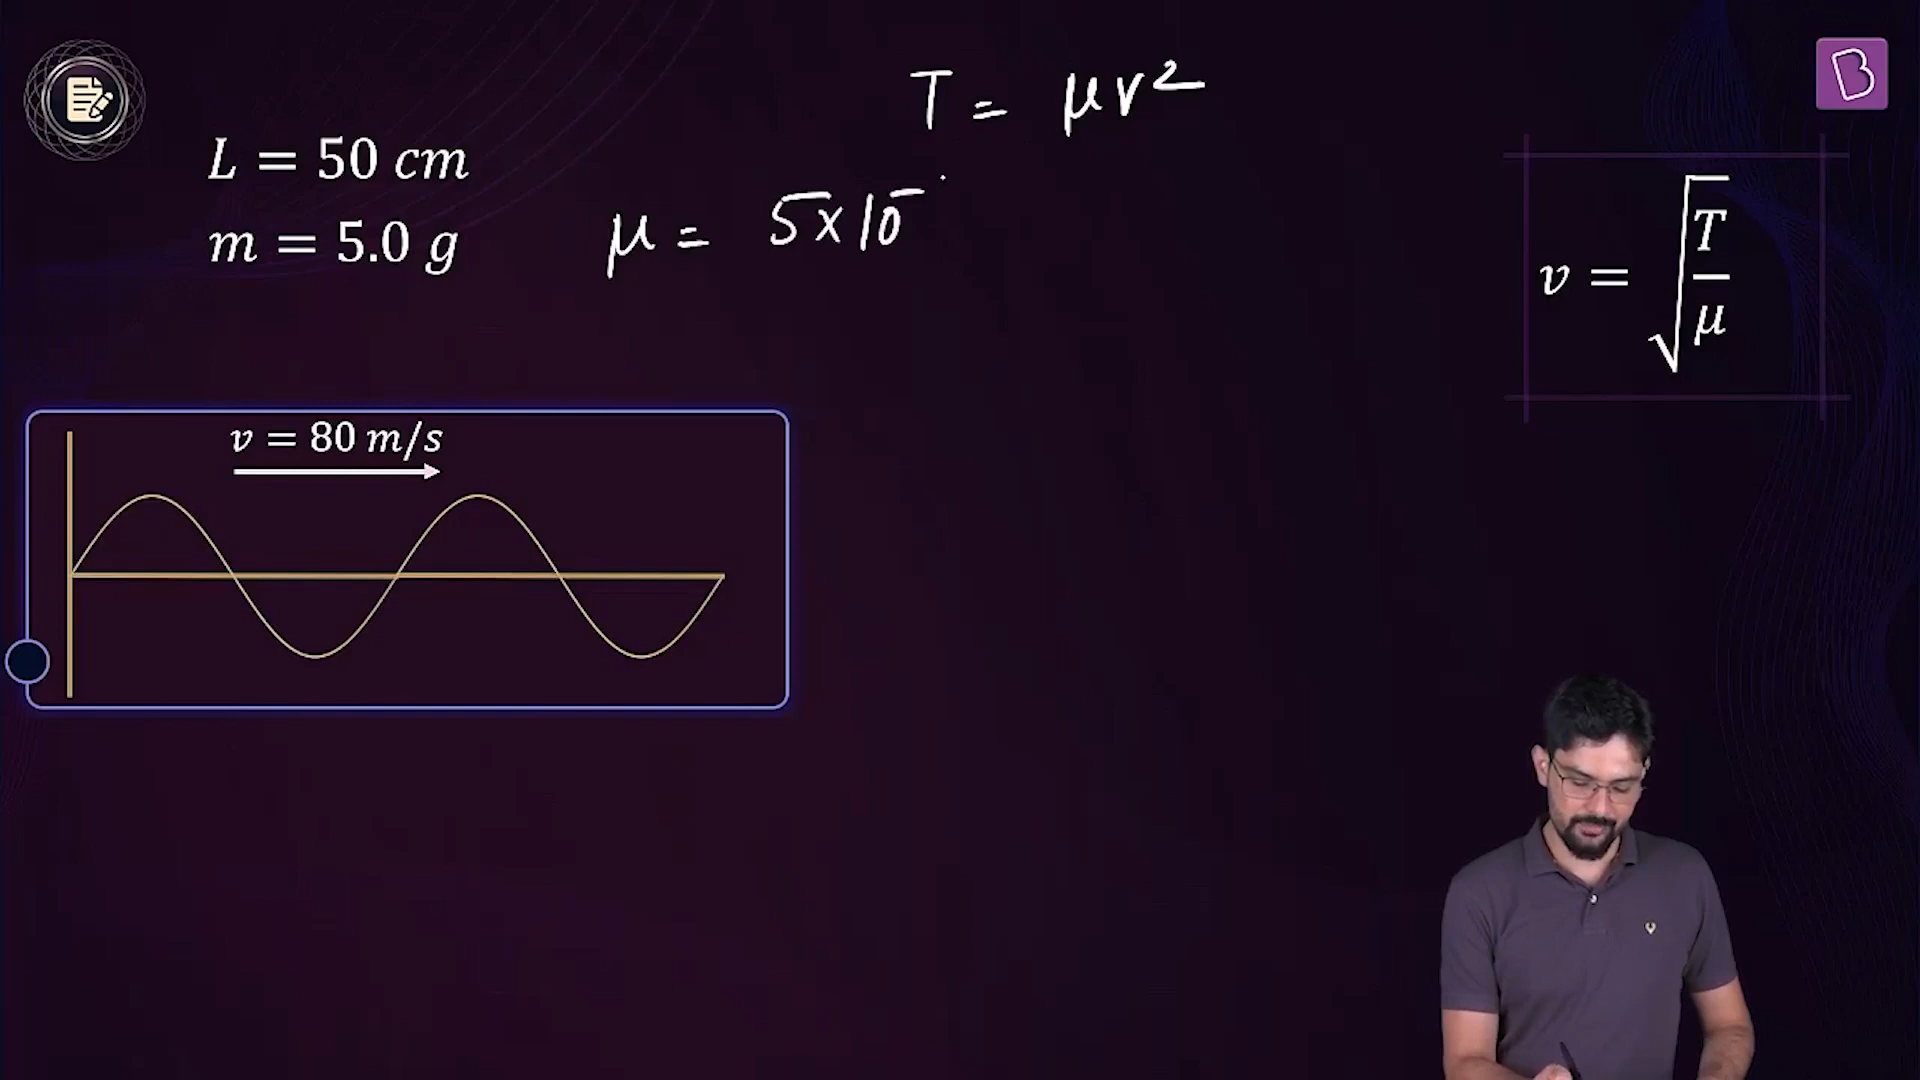 T = μv²
L = 50 cm
m = 5.0 g
μ = 5×10⁻
v = √(T/μ)
v = 80 m/s
B